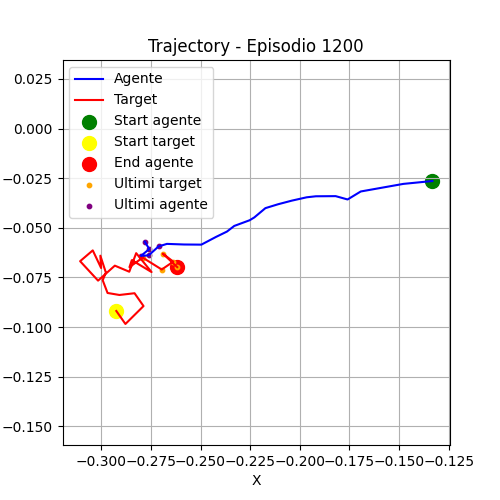 Trajectory - Episodio 1200
Agente
Target
Start agente
Start target
End agente
Ultimi target
Ultimi agente
0.025
0.000
−0.025
−0.050
−0.075
−0.100
−0.125
−0.150
−0.300 −0.275 −0.250 −0.225 −0.200 −0.175 −0.150 −0.125
X